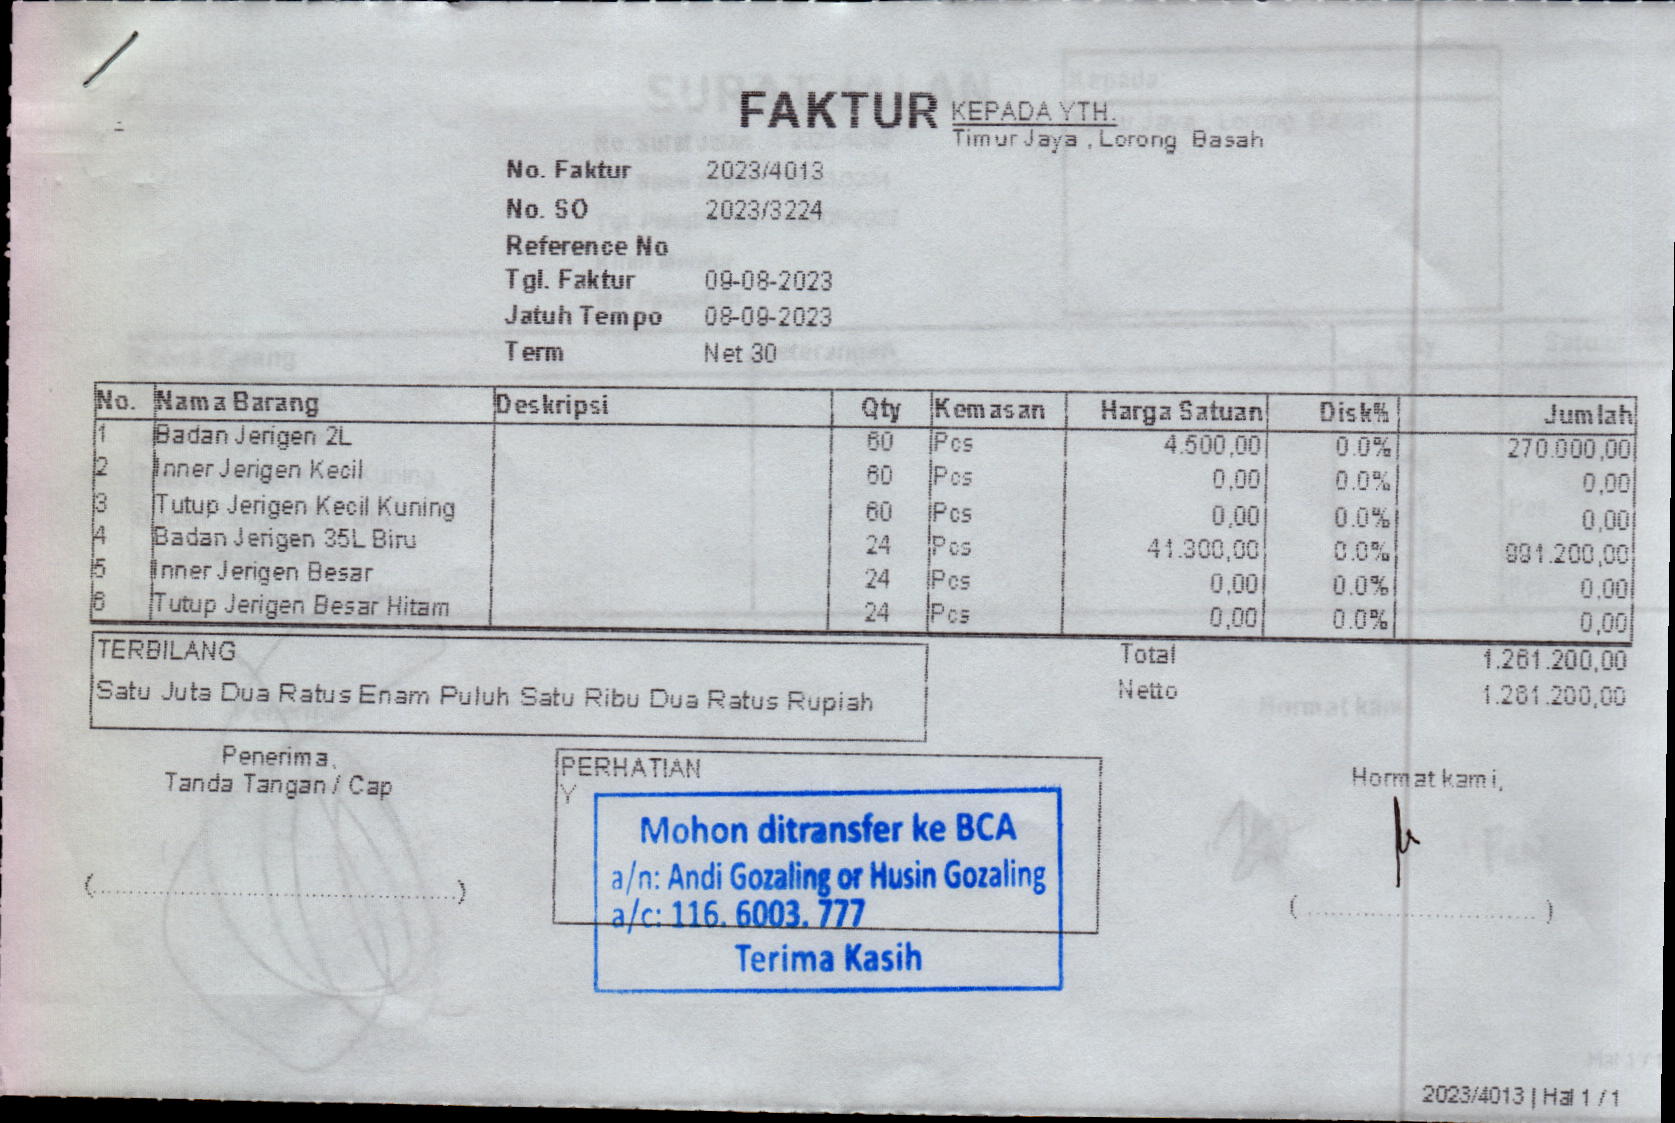 FAKTUR
KEPADA YTH.
Timur Jaya , Lorong Basah
No. Faktur 2023/4013
No. SO 2023/3224
Reference No
Tgl. Faktur 09-08-2023
Jatuh Tempo 08-09-2023
Term Net 30
No. Nama Barang Deskripsi Qty Kemasan Harga Satuan Disk% Jumlah
1 Badan Jerigen 2L 60 Pcs 4.500,00 0.0% 270.000,00
2 Inner Jerigen Kecil 60 Pcs 0,00 0.0% 0,00
3 Tutup Jerigen Kecil Kuning 60 Pcs 0,00 0.0% 0,00
4 Badan Jerigen 35L Biru 24 Pcs 41.300,00 0.0% 991.200,00
5 Inner Jerigen Besar 24 Pcs 0,00 0.0% 0,00
6 Tutup Jerigen Besar Hitam 24 Pcs 0,00 0.0% 0,00
TERBILANG
Satu Juta Dua Ratus Enam Puluh Satu Ribu Dua Ratus Rupiah
Total 1.261.200,00
Netto 1.261.200,00
Penerima,
Tanda Tangan / Cap
(..............................)
PERHATIAN
Y
Mohon ditransfer ke BCA
a/n: Andi Gozaling or Husin Gozaling
a/c: 116. 6003. 777
Terima Kasih
Hormat kami,
(..............................)
2023/4013 | Hal 1 / 1